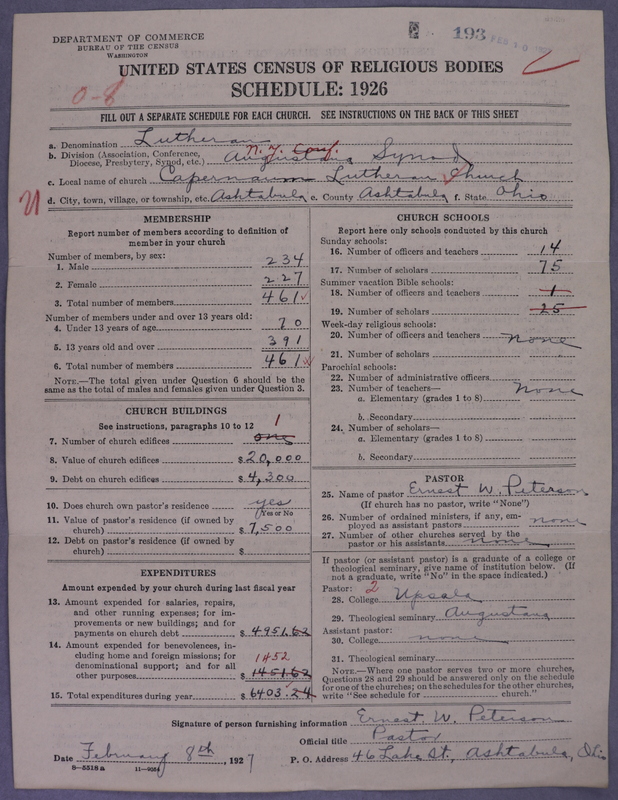 DEPARTMENT OF COMMERCE
BUREAU OF THE CENSUS
WASHINGTON
193 FEB 10
UNITED STATES CENSUS OF RELIGIOUS BODIES
SCHEDULE: 1926
0-8
FILL OUT A SEPARATE SCHEDULE FOR EACH CHURCH. SEE INSTRUCTIONS ON THE BACK OF THIS SHEET
a. Denomination Lutheran
N.Y. Conf.
b. Division (Association, Conference, Diocese, Presbytery, Synod, etc.) Augustana Synod
c. Local name of church Capernaum Lutheran Church
d. City, town, village, or township, etc. Ashtabula e. County Ashtabula f. State Ohio
MEMBERSHIP
Report number of members according to definition of
member in your church
Number of members, by sex:
1. Male 234
2. Female 227
3. Total number of members 461
Number of members under and over 13 years old:
4. Under 13 years of age 70
5. 13 years old and over 391
6. Total number of members 461
NOTE.—The total given under Question 6 should be the
same as the total of males and females given under Question 3.
CHURCH BUILDINGS
See instructions, paragraphs 10 to 12
7. Number of church edifices one 1
8. Value of church edifices $20,000
9. Debt on church edifices $4,300
10. Does church own pastor's residence yes
(Yes or No)
11. Value of pastor's residence (if owned by
church) $7,500
12. Debt on pastor's residence (if owned by
church) $
EXPENDITURES
Amount expended by your church during last fiscal year
13. Amount expended for salaries, repairs,
and other running expenses; for im-
provements or new buildings; and for
payments on church debt $4951.62
14. Amount expended for benevolences, in-
cluding home and foreign missions; for
denominational support; and for all
1452
other purposes $1451.62
15. Total expenditures during year $6403.24
CHURCH SCHOOLS
Report here only schools conducted by this church
Sunday schools:
16. Number of officers and teachers 14
17. Number of scholars 75
Summer vacation Bible schools:
18. Number of officers and teachers 1
19. Number of scholars 25
Week-day religious schools:
20. Number of officers and teachers none
21. Number of scholars
Parochial schools:
22. Number of administrative officers
23. Number of teachers— none
a. Elementary (grades 1 to 8)
b. Secondary
24. Number of scholars—
a. Elementary (grades 1 to 8)
b. Secondary
PASTOR
25. Name of pastor Ernest W. Peterson
(If church has no pastor, write "None")
26. Number of ordained ministers, if any, em-
ployed as assistant pastors none
27. Number of other churches served by the
pastor or his assistants none
If pastor (or assistant pastor) is a graduate of a college or
theological seminary, give name of institution below. (If
not a graduate, write "No" in the space indicated.)
Pastor: 2
28. College Upsala
29. Theological seminary Augustana
Assistant pastor:
30. College none
31. Theological seminary
NOTE.—Where one pastor serves two or more churches,
Questions 28 and 29 should be answered only on the schedule
for one of the churches; on the schedules for the other churches,
write "See schedule for church."
Signature of person furnishing information Ernest. W. Peterson
Official title Pastor
Date February 8th, 1927 P. O. Address 46 Lake St., Ashtabula, Ohio
8—5518a 11—9054